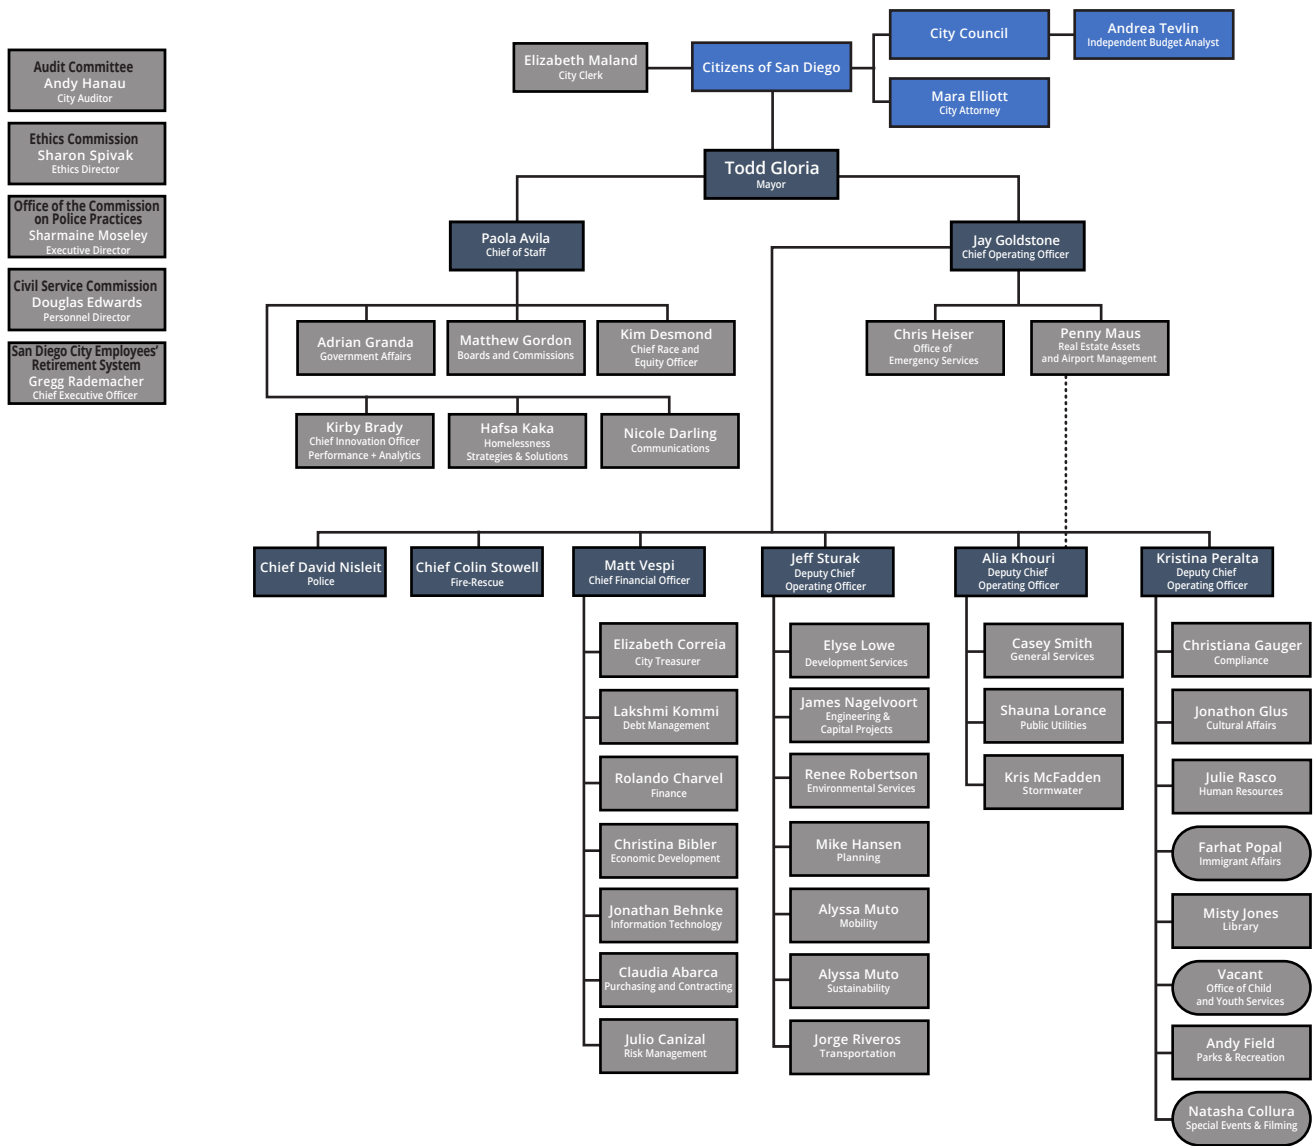 Audit Committee
Andy Hanau
City Auditor
Ethics Commission
Sharon Spivak
Ethics Director
Office of the Commission
on Police Practices
Sharmaine Moseley
Executive Director
Civil Service Commission
Douglas Edwards
Personnel Director
San Diego City Employees'
Retirement System
Gregg Rademacher
Chief Executive Officer
Elizabeth Maland
City Clerk
Citizens of San Diego
City Council
Andrea Tevlin
Independent Budget Analyst
Mara Elliott
City Attorney
Todd Gloria
Mayor
Paola Avila
Chief of Staff
Jay Goldstone
Chief Operating Officer
Adrian Granda
Government Affairs
Matthew Gordon
Boards and Commissions
Kim Desmond
Chief Race and
Equity Officer
Chris Heiser
Office of
Emergency Services
Penny Maus
Real Estate Assets
and Airport Management
Kirby Brady
Chief Innovation Officer
Performance + Analytics
Hafsa Kaka
Homelessness
Strategies & Solutions
Nicole Darling
Communications
Chief David Nisleit
Police
Chief Colin Stowell
Fire-Rescue
Matt Vespi
Chief Financial Officer
Jeff Sturak
Deputy Chief
Operating Officer
Alia Khouri
Deputy Chief
Operating Officer
Kristina Peralta
Deputy Chief
Operating Officer
Elizabeth Correia
City Treasurer
Lakshmi Kommi
Debt Management
Rolando Charvel
Finance
Christina Bibler
Economic Development
Jonathan Behnke
Information Technology
Claudia Abarca
Purchasing and Contracting
Julio Canizal
Risk Management
Elyse Lowe
Development Services
James Nagelvoort
Engineering &
Capital Projects
Renee Robertson
Environmental Services
Mike Hansen
Planning
Alyssa Muto
Mobility
Alyssa Muto
Sustainability
Jorge Riveros
Transportation
Casey Smith
General Services
Shauna Lorance
Public Utilities
Kris McFadden
Stormwater
Christiana Gauger
Compliance
Jonathon Glus
Cultural Affairs
Julie Rasco
Human Resources
Farhat Popal
Immigrant Affairs
Misty Jones
Library
Vacant
Office of Child
and Youth Services
Andy Field
Parks & Recreation
Natasha Collura
Special Events & Filming